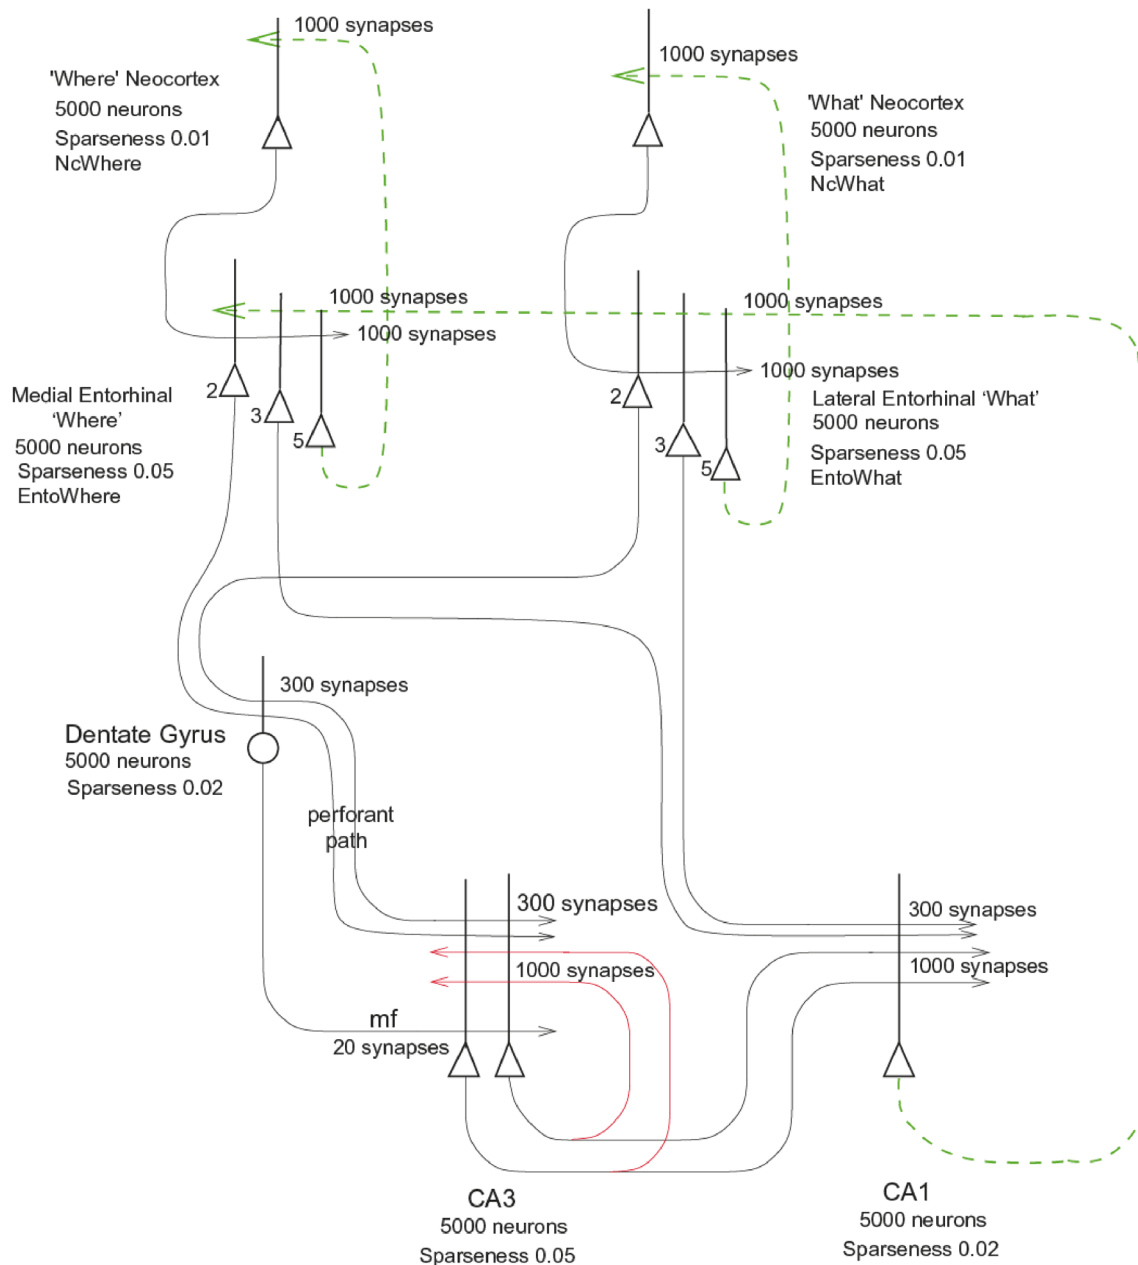 1000 synapses
'Where' Neocortex
5000 neurons
Sparseness 0.01
NcWhere
1000 synapses
'What' Neocortex
5000 neurons
Sparseness 0.01
NcWhat
1000 synapses
1000 synapses
1000 synapses
1000 synapses
2
3
5
Medial Entorhinal
‘Where’
5000 neurons
Sparseness 0.05
EntoWhere
2
3
5
Lateral Entorhinal ‘What’
5000 neurons
Sparseness 0.05
EntoWhat
300 synapses
Dentate Gyrus
5000 neurons
Sparseness 0.02
perforant
path
300 synapses
1000 synapses
mf
20 synapses
300 synapses
1000 synapses
CA3
5000 neurons
Sparseness 0.05
CA1
5000 neurons
Sparseness 0.02